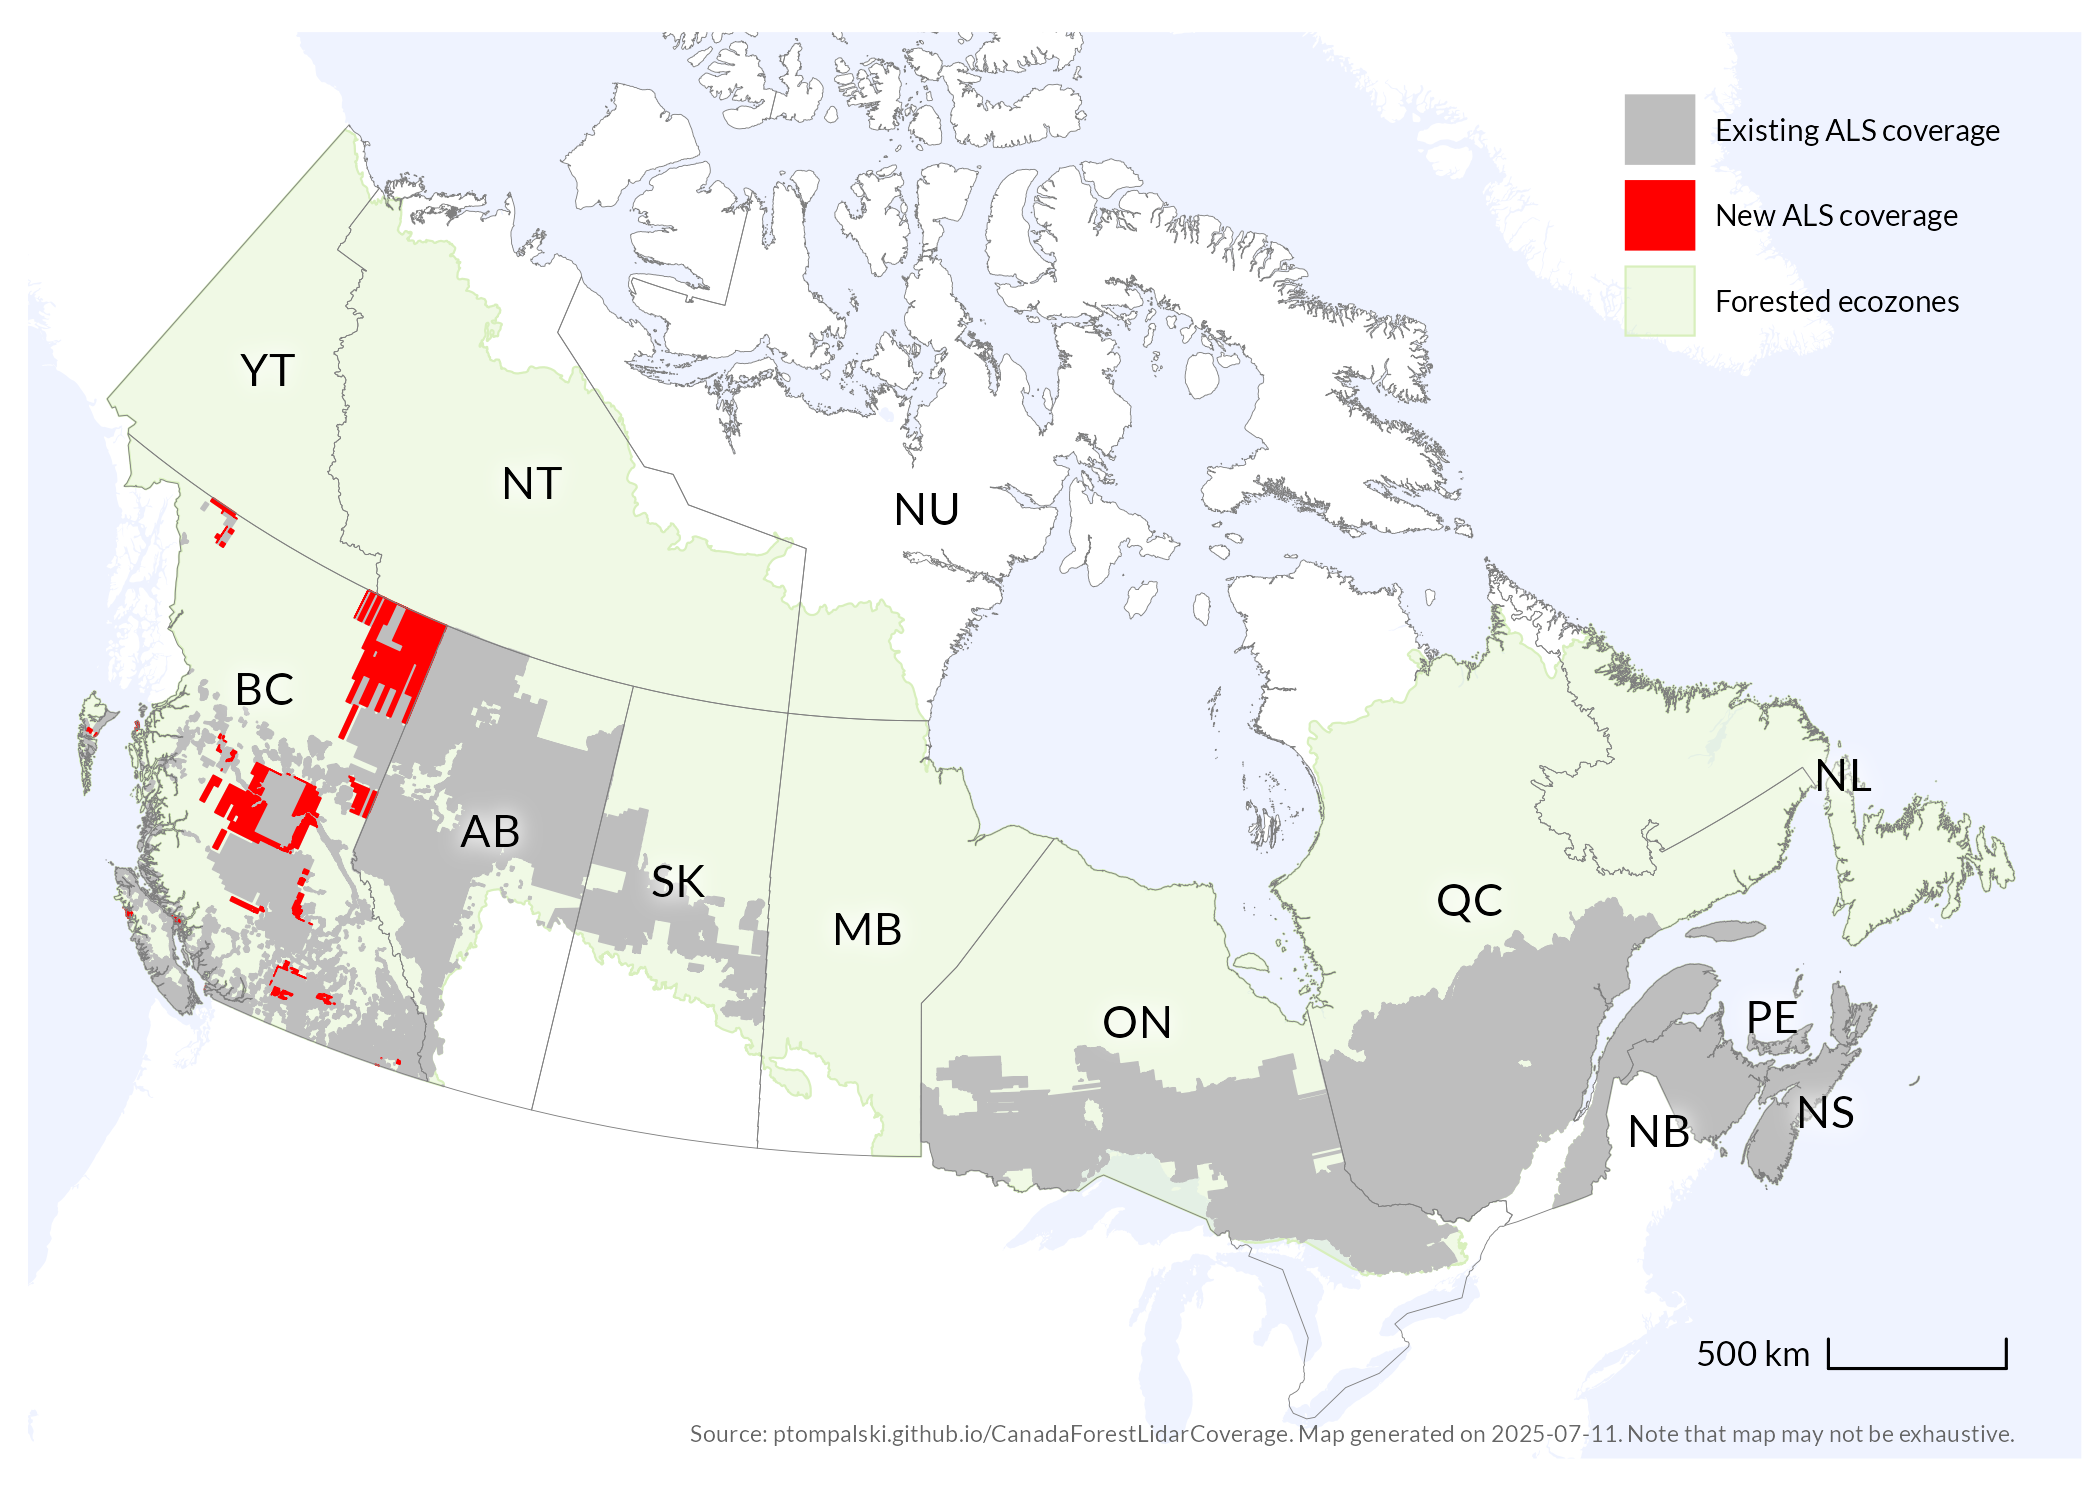 Existing ALS coverage
New ALS coverage
Forested ecozones
YT
NT
NU
BC
NL
AB
SK
QC
MB
ON
PE
NS
NB
500 km
Source: ptompalski.github.io/CanadaForestLidarCoverage. Map generated on 2025-07-11. Note that map may not be exhaustive.